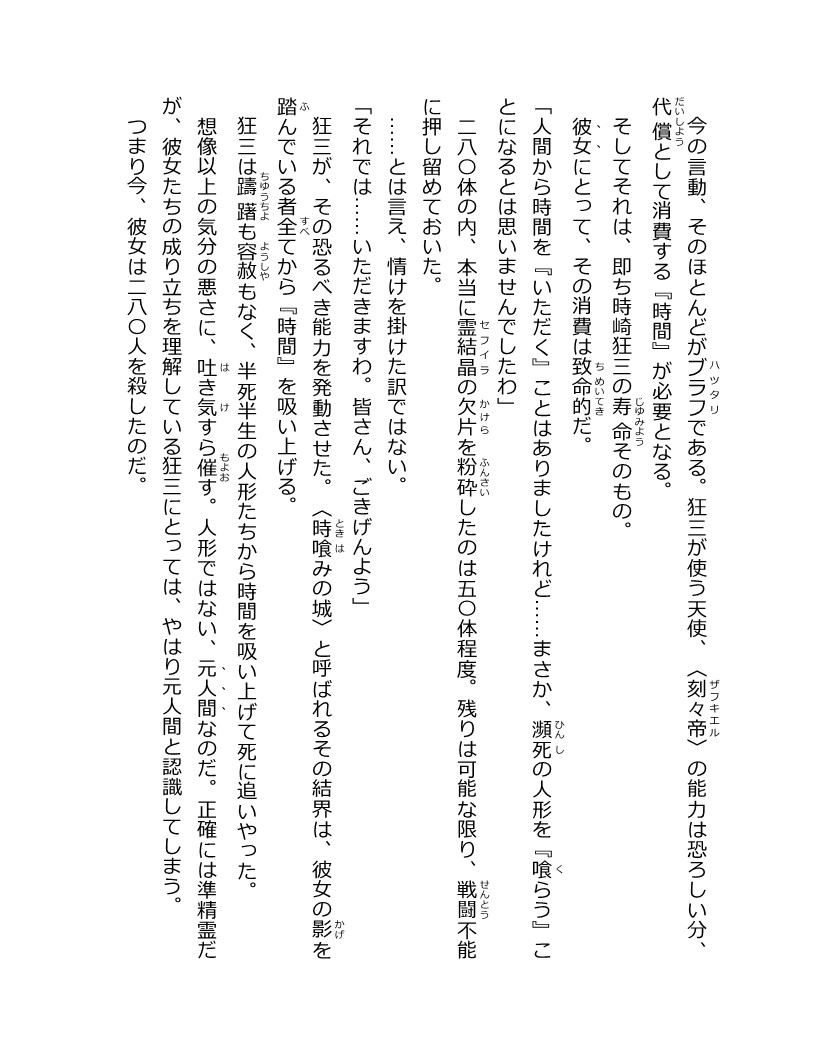 今の言動、そのほとんどがブラフである。狂三が使う天使、〈刻々帝〉の能力は恐ろしい分、
代償として消費する『時間』が必要となる。
そしてそれは、即ち時崎狂三の寿命そのもの。
彼女にとって、その消費は致命的だ。
「人間から時間を『いただく』ことはありましたけれど……まさか、瀕死の人形を『喰らう』こ
とになるとは思いませんでしたわ」
二八〇体の内、本当に霊結晶の欠片を粉砕したのは五〇体程度。残りは可能な限り、戦闘不能
に押し留めておいた。
……とは言え、情けを掛けた訳ではない。
「それでは……いただきますわ。皆さん、ごきげんよう」
狂三が、その恐るべき能力を発動させた。〈時喰みの城〉と呼ばれるその結界は、彼女の影を
踏んでいる者全てから『時間』を吸い上げる。
狂三は躊躇も容赦もなく、半死半生の人形たちから時間を吸い上げて死に追いやった。
想像以上の気分の悪さに、吐き気すら催す。人形ではない、元人間なのだ。正確には準精霊だ
が、彼女たちの成り立ちを理解している狂三にとっては、やはり元人間と認識してしまう。
つまり今、彼女は二八〇人を殺したのだ。